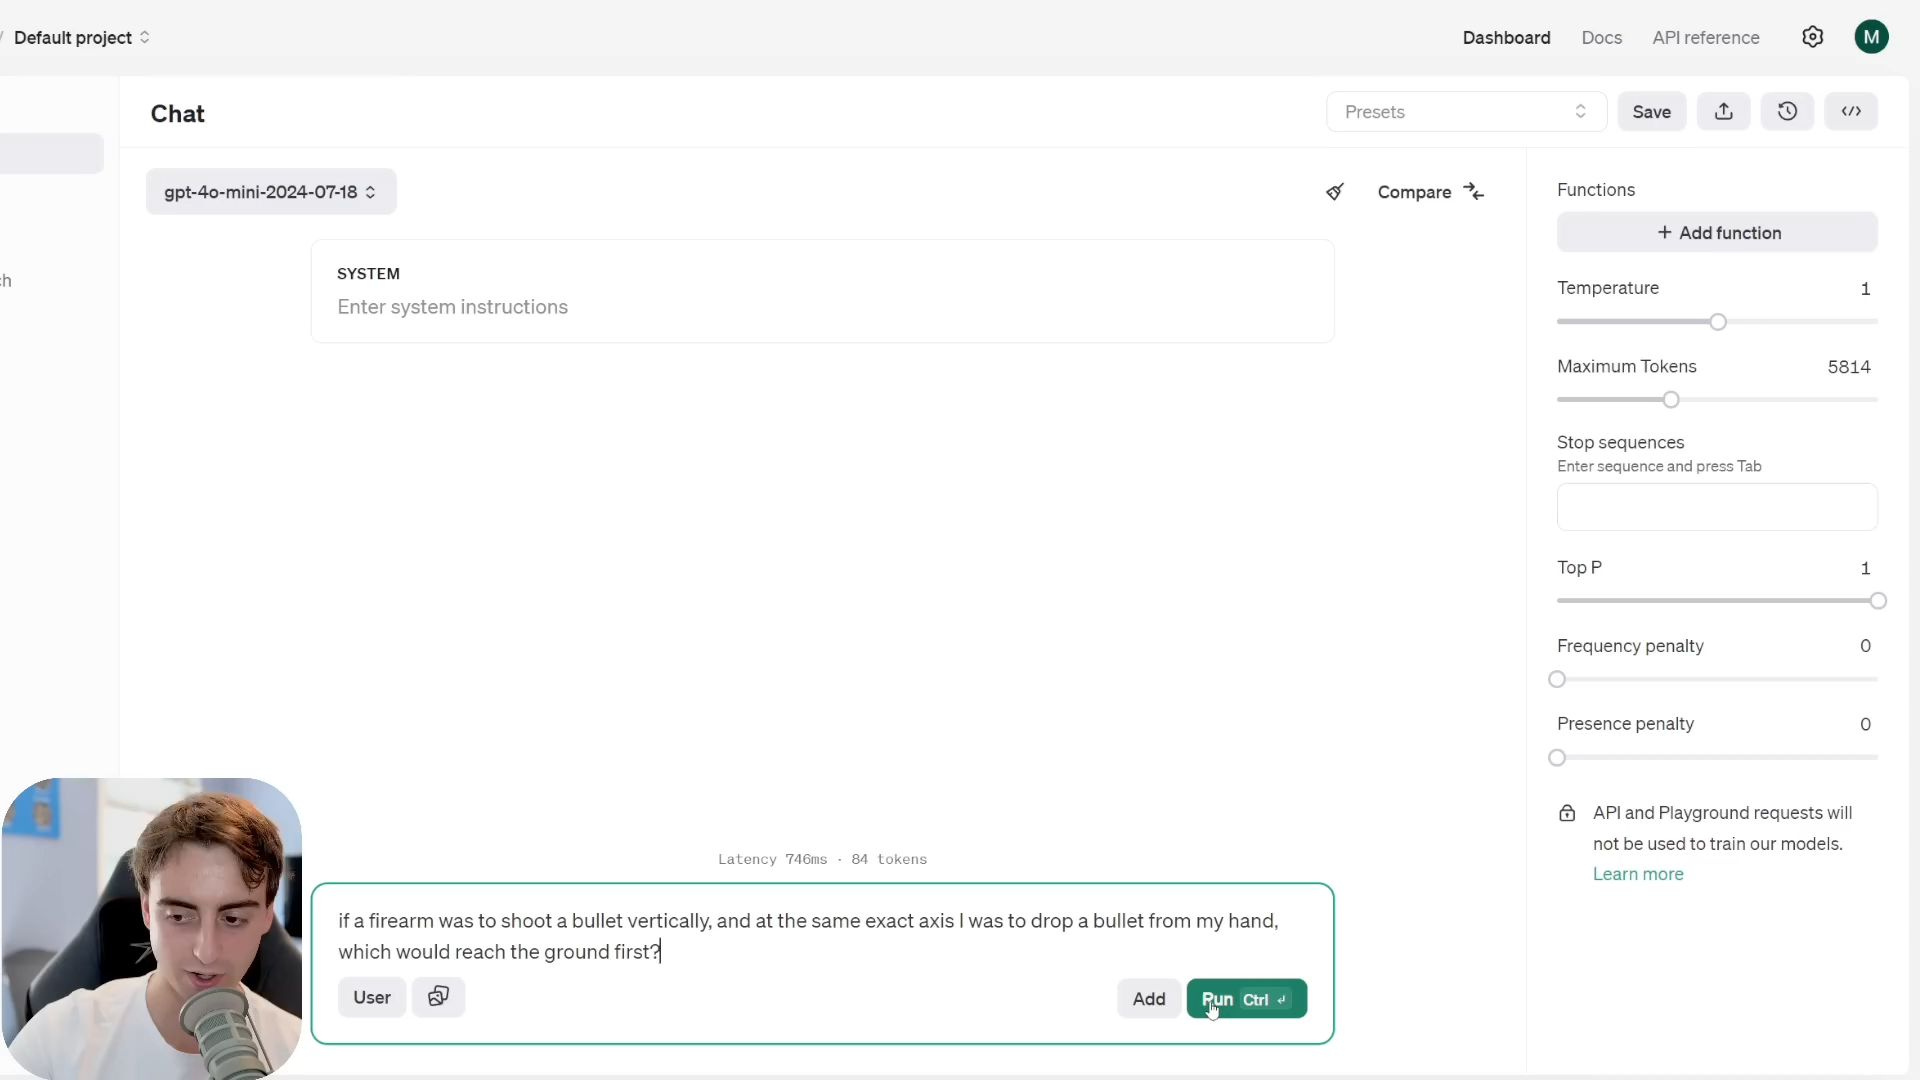 / Default project
Dashboard
Docs
API reference
M
Chat
Presets
Save
gpt-4o-mini-2024-07-18
Compare
Functions
+ Add function
SYSTEM
Enter system instructions
ch
Temperature 1
Maximum Tokens 5814
Stop sequences
Enter sequence and press Tab
Top P 1
Frequency penalty 0
Presence penalty 0
API and Playground requests will
not be used to train our models.
Learn more
Latency 746ms · 84 tokens
if a firearm was to shoot a bullet vertically, and at the same exact axis I was to drop a bullet from my hand,
which would reach the ground first?
User
Add
Run Ctrl ↵